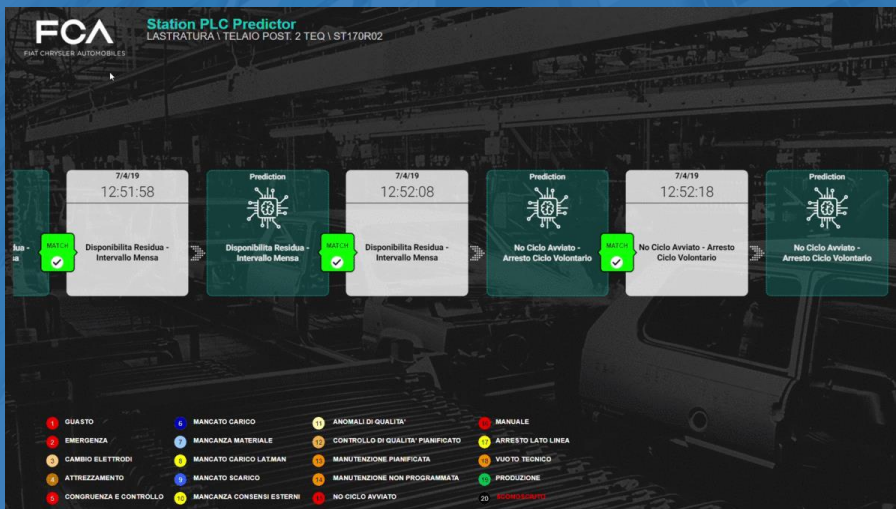 FCA
FIAT CHRYSLER AUTOMOBILES
Station PLC Predictor
LASTRATURA \ TELAIO POST. 2 TEQ \ ST170R02
MATCH
7/4/19
12:51:58
Disponibilita Residua -
Intervallo Mensa
Prediction
Disponibilita Residua -
Intervallo Mensa
MATCH
7/4/19
12:52:08
Disponibilita Residua -
Intervallo Mensa
Prediction
No Ciclo Avviato -
Arresto Ciclo Volontario
MATCH
7/4/19
12:52:18
No Ciclo Avviato - Arresto
Ciclo Volontario
Prediction
No Ciclo Avviato -
Arresto Ciclo Volontario
1 GUASTO
2 EMERGENZA
3 CAMBIO ELETTRODI
4 ATTREZZAMENTO
5 CONGRUENZA E CONTROLLO
6 MANCATO CARICO
7 MANCANZA MATERIALE
8 MANCATO CARICO LAT.MAN
9 MANCATO SCARICO
10 MANCANZA CONSENSI ESTERNI
11 ANOMALI DI QUALITA'
12 CONTROLLO DI QUALITA' PIANIFICATO
13 MANUTENZIONE PIANIFICATA
14 MANUTENZIONE NON PROGRAMMATA
NO CICLO AVVIATO
MANUALE
17 ARRESTO LATO LINEA
18 VUOTO TECNICO
19 PRODUZIONE
20 SCONOSCIUTO